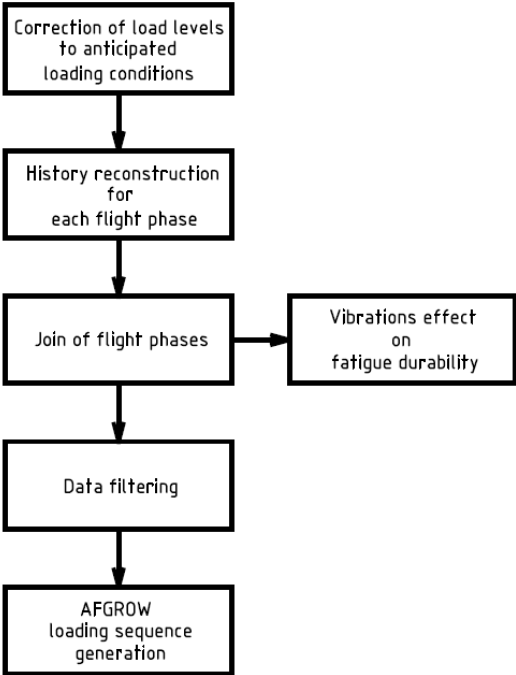 Correction of load levels
to anticipated
loading conditions
History reconstruction
for
each flight phase
Join of flight phases
Vibrations effect
on
fatigue durability
Data filtering
AFGROW
loading sequence
generation